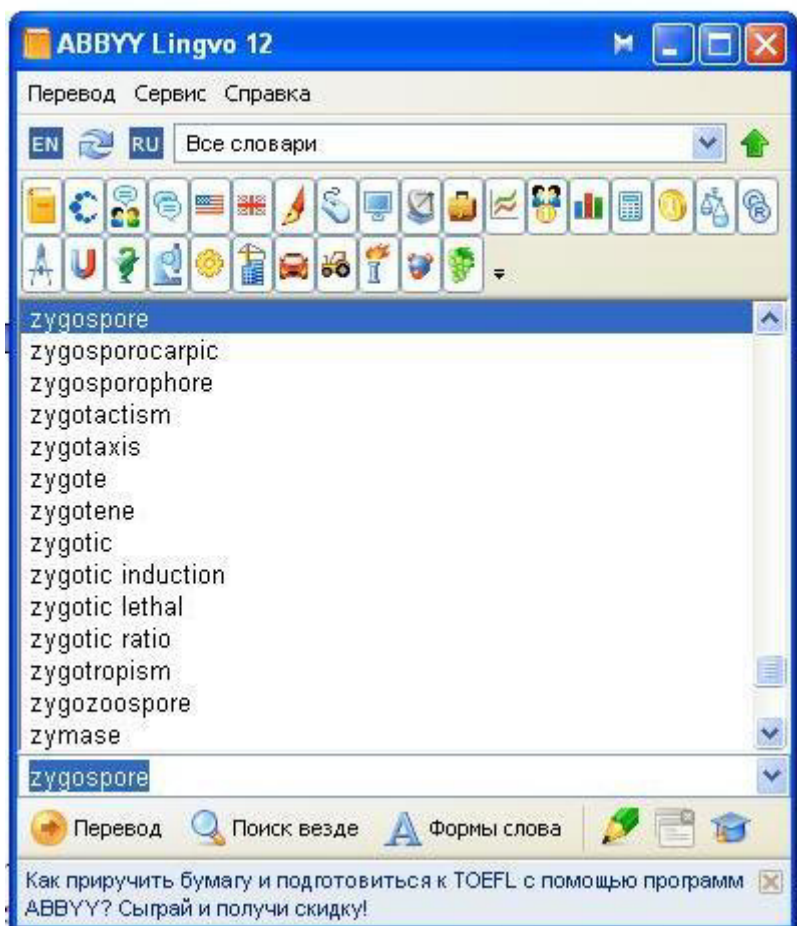 ABBYY Lingvo 12
Перевод Сервис Справка
EN RU Все словари
zygospore
zygosporocarpic
zygosporophore
zygotactism
zygotaxis
zygote
zygotene
zygotic
zygotic induction
zygotic lethal
zygotic ratio
zygotropism
zygozoospore
zymase
zygospore
Перевод Поиск везде Формы слова
Как приручить бумагу и подготовиться к TOEFL с помощью программ
ABBYY? Сыграй и получи скидку!